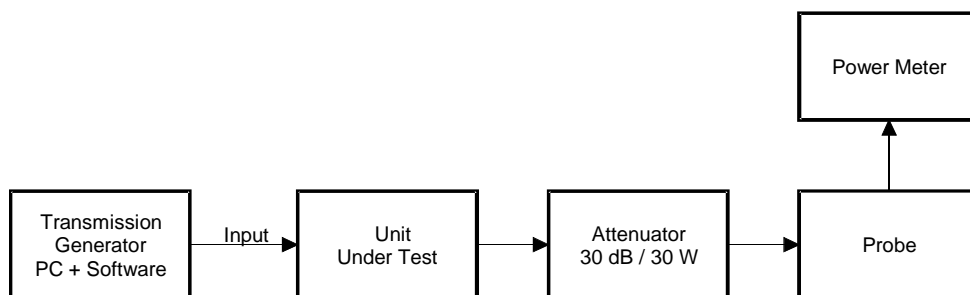 Power Meter
Transmission
Generator
PC + Software
Input
Unit
Under Test
Attenuator
30 dB / 30 W
Probe